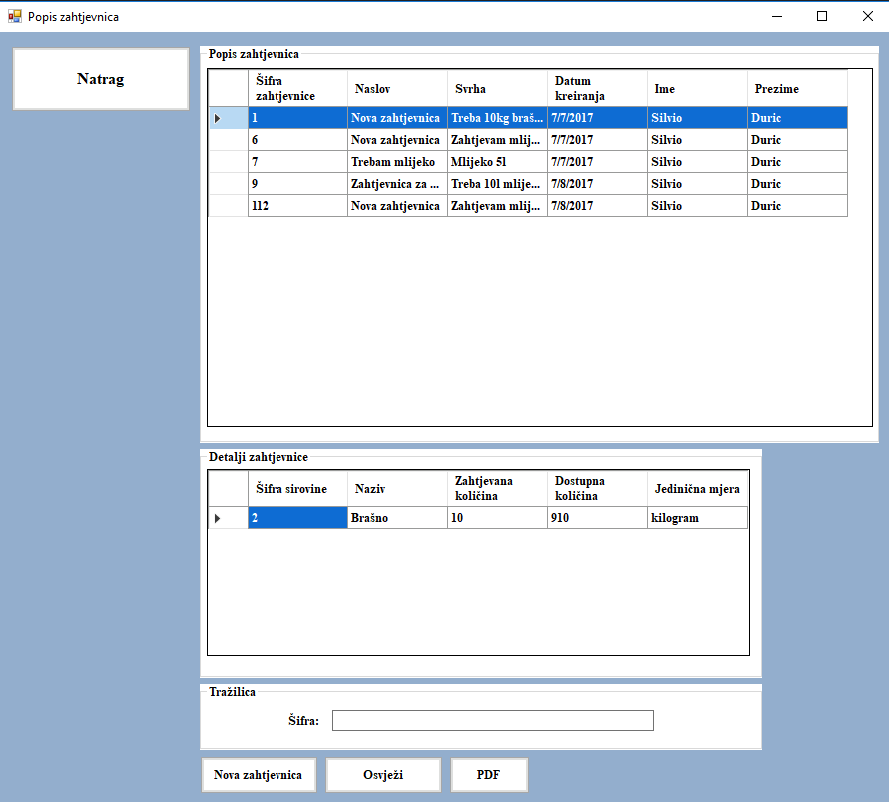 Popis zahtjevnica
Natrag
Popis zahtjevnica
Šifra zahtjevnice Naslov Svrha Datum kreiranja Ime Prezime
1 Nova zahtjevnica Treba 10kg braš... 7/7/2017 Silvio Duric
6 Nova zahtjevnica Zahtjevam mlij... 7/7/2017 Silvio Duric
7 Trebam mlijeko Mlijeko 5l 7/7/2017 Silvio Duric
9 Zahtjevnica za ... Treba 10l mlije... 7/8/2017 Silvio Duric
112 Nova zahtjevnica Zahtjevam mlij... 7/8/2017 Silvio Duric
Detalji zahtjevnice
Šifra sirovine Naziv Zahtjevana količina Dostupna količina Jedinična mjera
2 Brašno 10 910 kilogram
Tražilica
Šifra:
Nova zahtjevnica Osvježi PDF